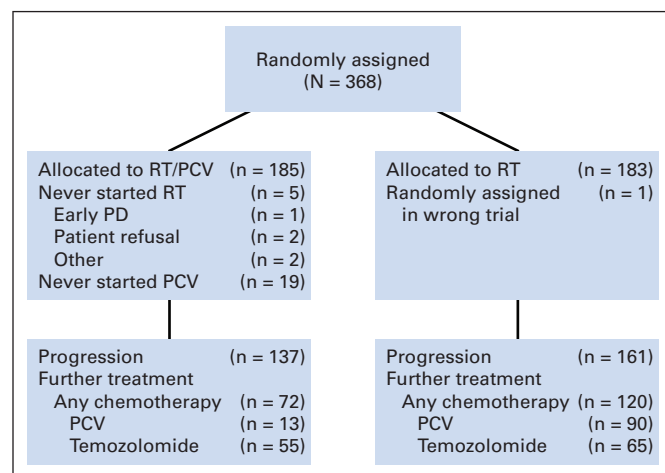 Randomly assigned
(N = 368)
Allocated to RT/PCV (n = 185)
Never started RT (n = 5)
Early PD (n = 1)
Patient refusal (n = 2)
Other (n = 2)
Never started PCV (n = 19)
Allocated to RT (n = 183)
Randomly assigned (n = 1)
in wrong trial
Progression (n = 137)
Further treatment
Any chemotherapy (n = 72)
PCV (n = 13)
Temozolomide (n = 55)
Progression (n = 161)
Further treatment
Any chemotherapy (n = 120)
PCV (n = 90)
Temozolomide (n = 65)